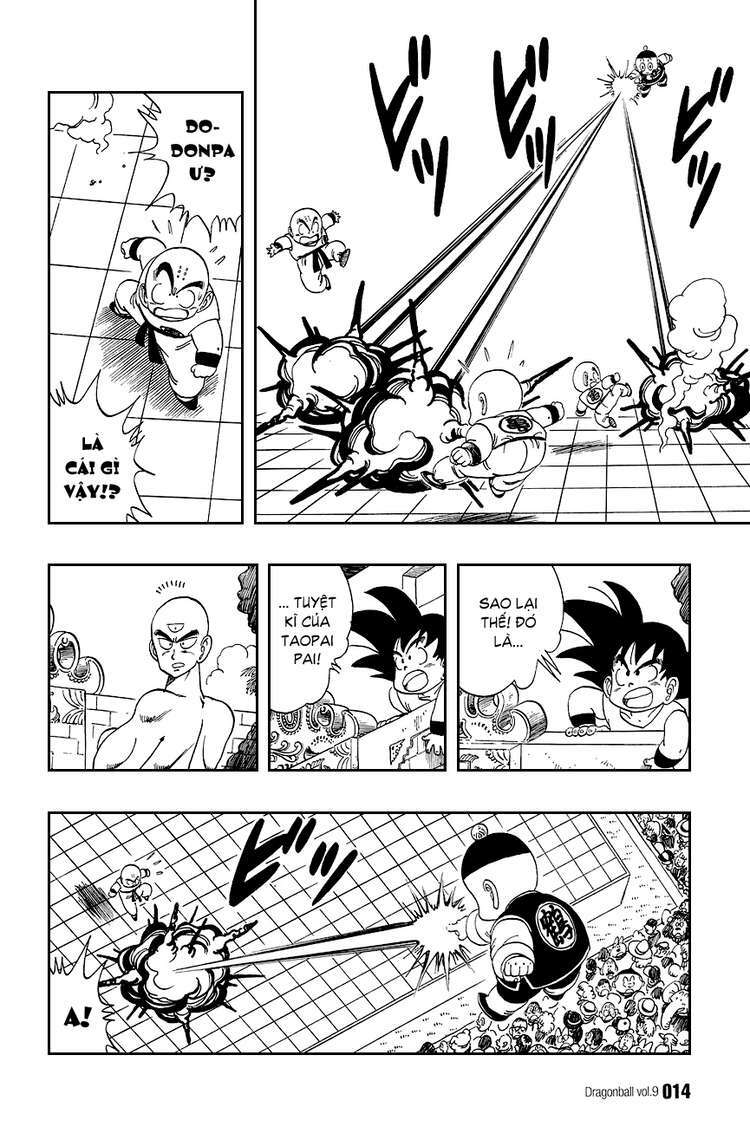 ビッ
ビッ
ビッ
DO-
DONPA
Ư?
LÀ
CÁI GÌ
VẬY!?
SAO LẠI
THẾ! ĐÓ
LÀ...
... TUYỆT
KĨ CỦA
TAOPAI
PAI!
ビッ
鶴
A!
Dragonball vol.9 014